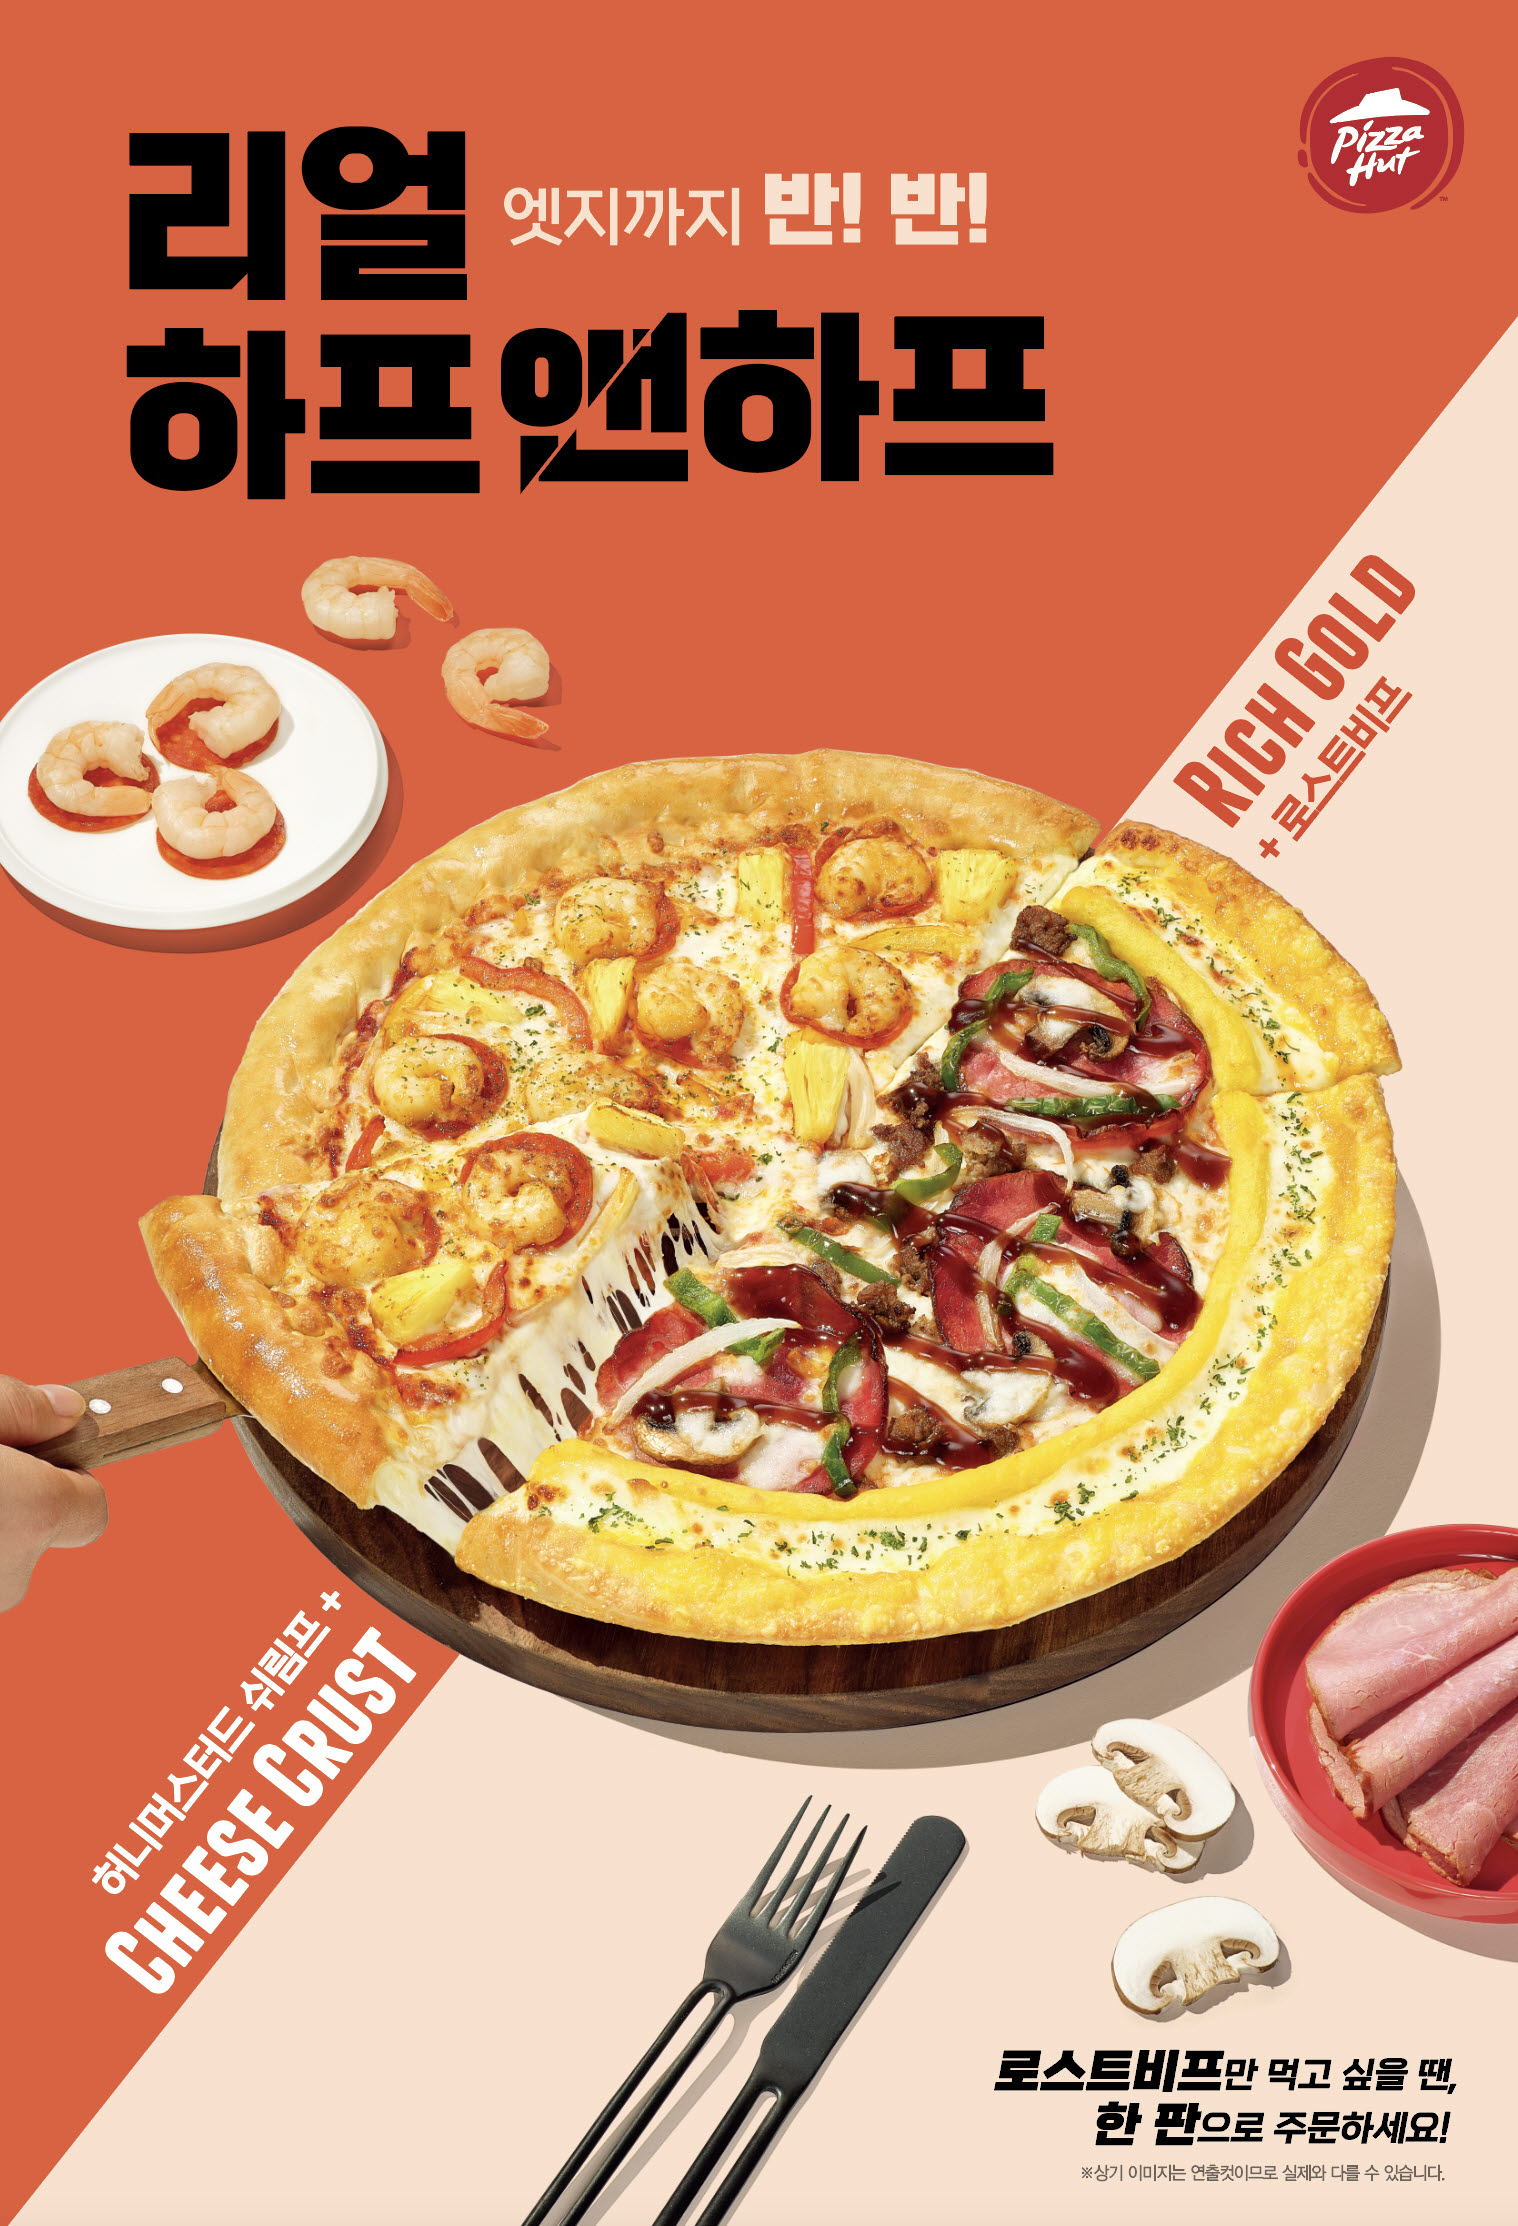 Pizza
Hut
리얼
엣지까지 반! 반!
하프앤하프
RICH GOLD
+ 로스트비프
허니머스터드 쉬림프 +
CHEESE CRUST
로스트비프만 먹고 싶을 땐,
한 판으로 주문하세요!
※상기 이미지는 연출컷이므로 실제와 다를 수 있습니다.